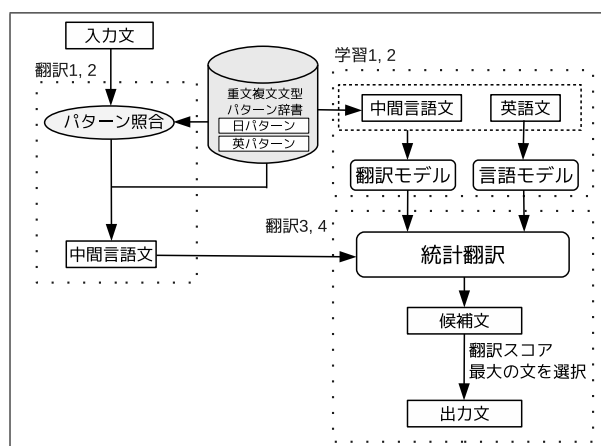 入力文
翻訳1, 2
パターン照合
中間言語文
重文複文文型
パターン辞書
日パターン
英パターン
学習1, 2
中間言語文
英語文
翻訳モデル
言語モデル
翻訳3, 4
統計翻訳
候補文
翻訳スコア
最大の文を選択
出力文